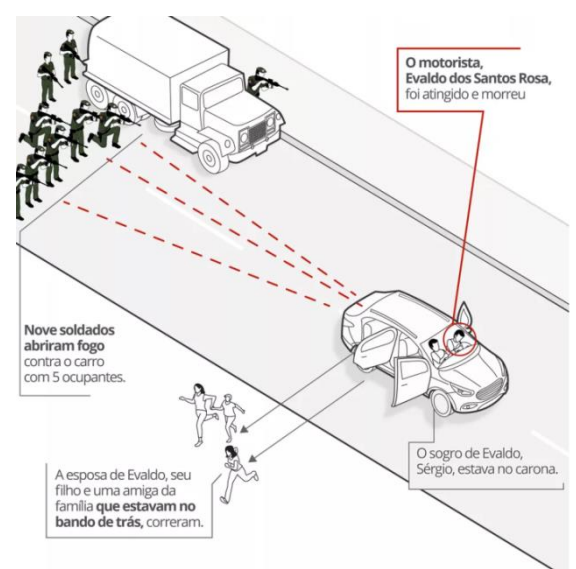 O motorista,
Evaldo dos Santos Rosa,
foi atingido e morreu
Nove soldados
abriram fogo
contra o carro
com 5 ocupantes.
O sogro de Evaldo,
Sérgio, estava no carona.
A esposa de Evaldo, seu
filho e uma amiga da
família que estavam no
bando de trás, correram.